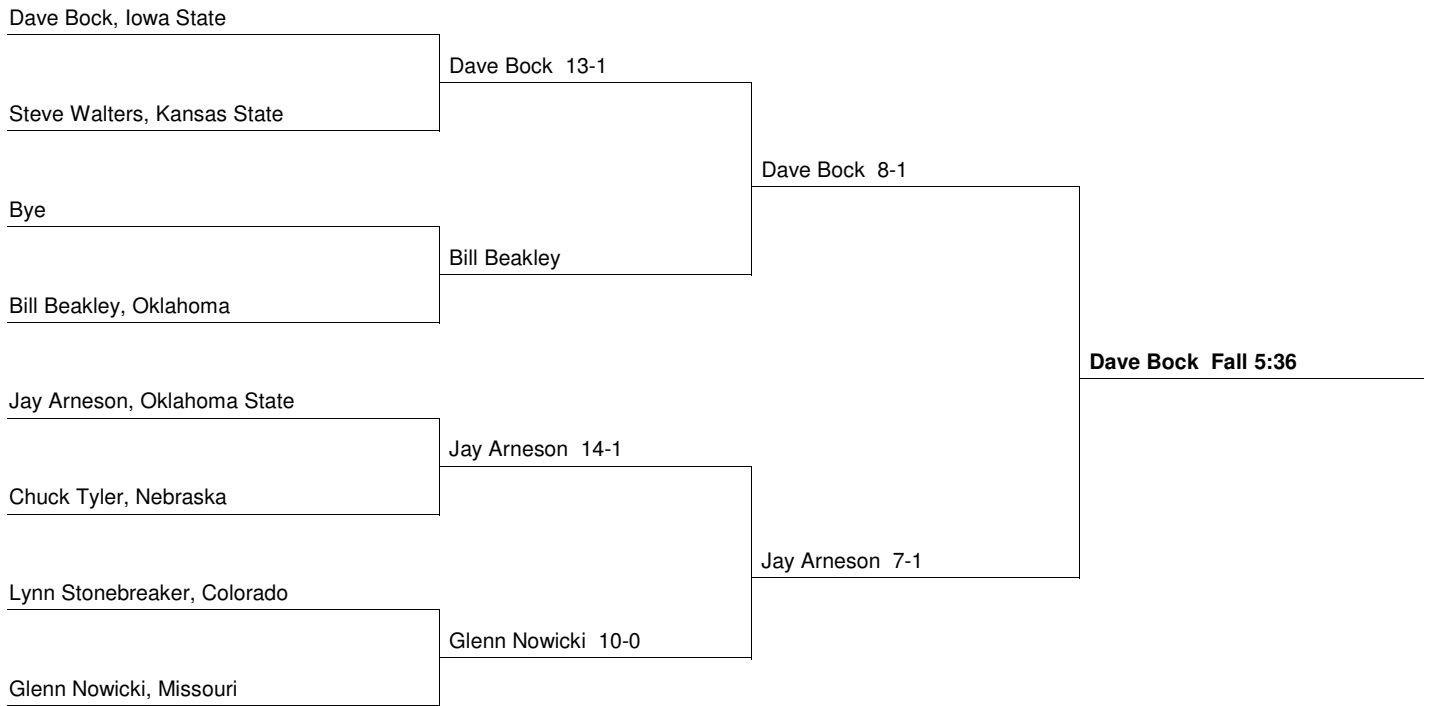 Dave Bock, Iowa State
Dave Bock 13-1
Steve Walters, Kansas State
Dave Bock 8-1
Bye
Bill Beakley
Bill Beakley, Oklahoma
Dave Bock Fall 5:36
Jay Arneson, Oklahoma State
Jay Arneson 14-1
Chuck Tyler, Nebraska
Jay Arneson 7-1
Lynn Stonebreaker, Colorado
Glenn Nowicki 10-0
Glenn Nowicki, Missouri